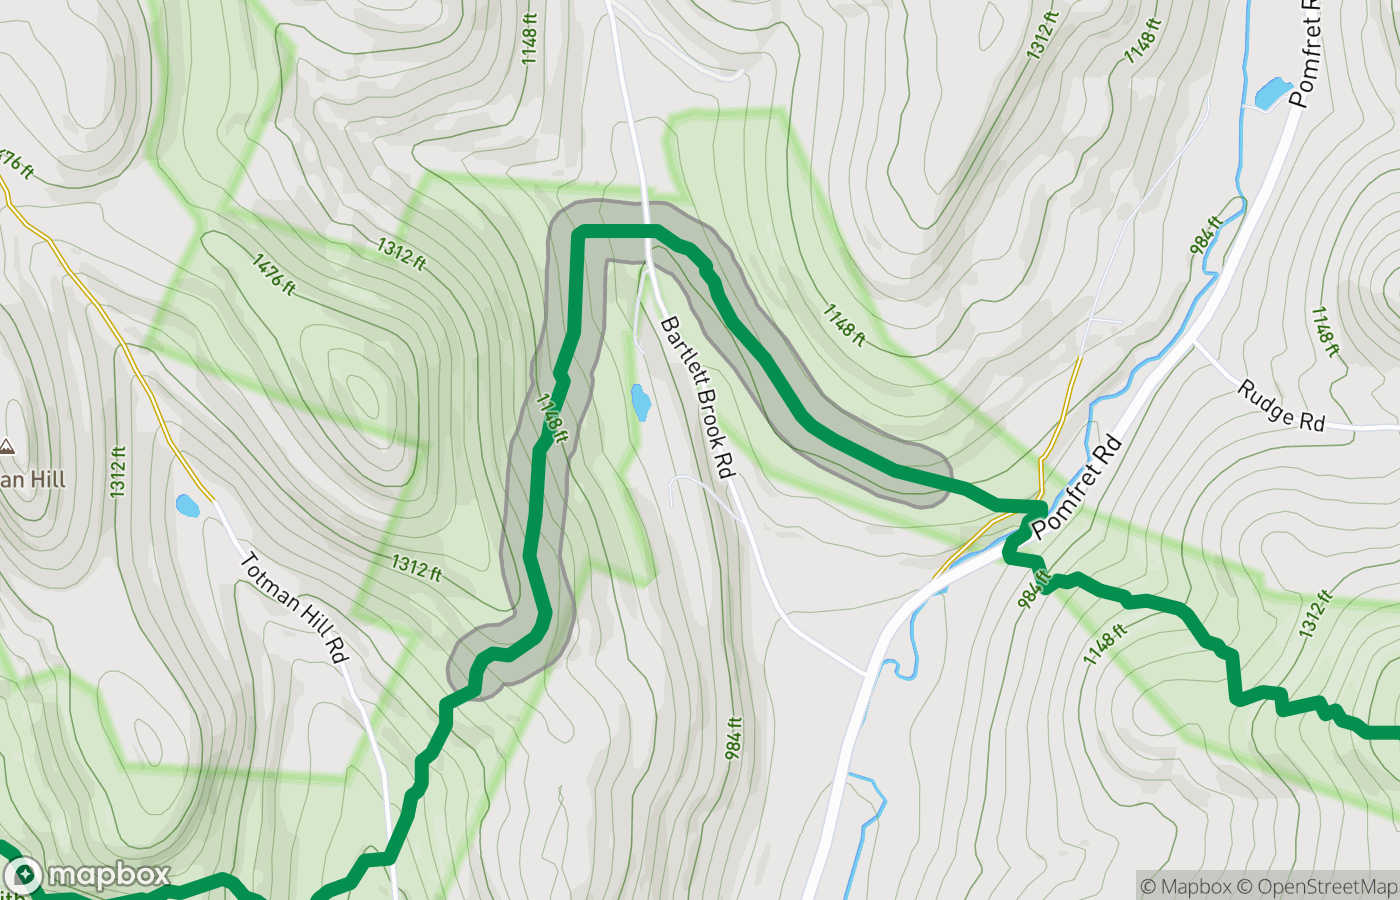 1148 ft
1312 ft
1148 ft
Pomfret R
476 ft
1312 ft
1476 ft
984 ft
1148 ft
1148 ft
Bartlett Brook Rd
Rudge Rd
1148 ft
an Hill
1312 ft
Pomfret Rd
1312 ft
Totman Hill Rd
984 ft
1312 ft
1148 ft
984 ft
mapbox
ith
© Mapbox © OpenStreetMap